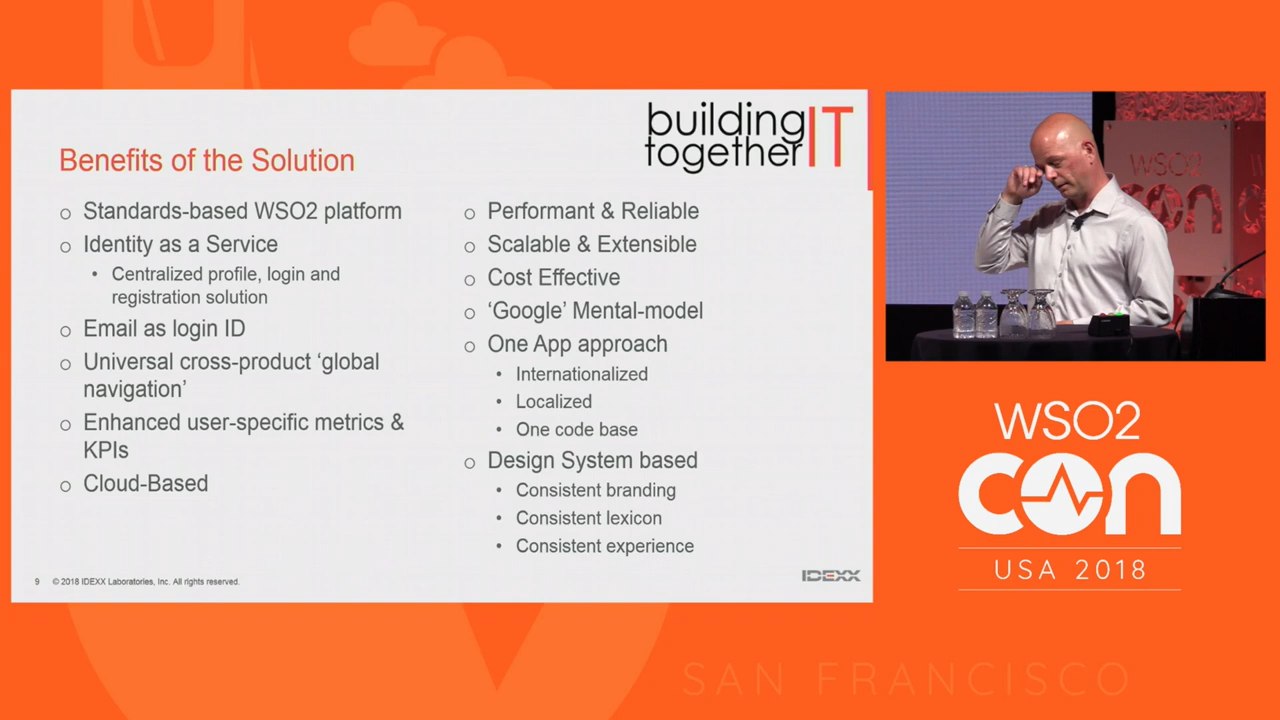 building
together IT
Benefits of the Solution
o Standards-based WSO2 platform
o Identity as a Service
• Centralized profile, login and
registration solution
o Email as login ID
o Universal cross-product ‘global
navigation’
o Enhanced user-specific metrics &
KPIs
o Cloud-Based
o Performant & Reliable
o Scalable & Extensible
o Cost Effective
o ‘Google’ Mental-model
o One App approach
• Internationalized
• Localized
• One code base
o Design System based
• Consistent branding
• Consistent lexicon
• Consistent experience
9 © 2018 IDEXX Laboratories, Inc. All rights reserved.
IDEXX
WSO2
con
WSO2
con
USA 2018
SAN FRANCISCO